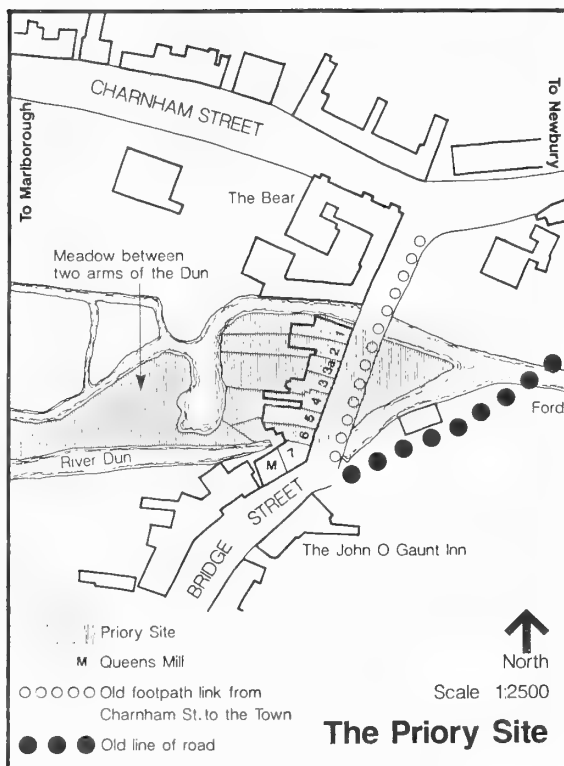 CHARNHAM STREET
To Marlborough
To Newbury
The Bear
Meadow between
two arms of the Dun
1
2
3a
3
4
5
6
7
M
Ford
River Dun
BRIDGE STREET
The John O Gaunt Inn
Priory Site
M Queens Mill
Old footpath link from
Charnham St. to the Town
Old line of road
North
Scale 1:2500
The Priory Site